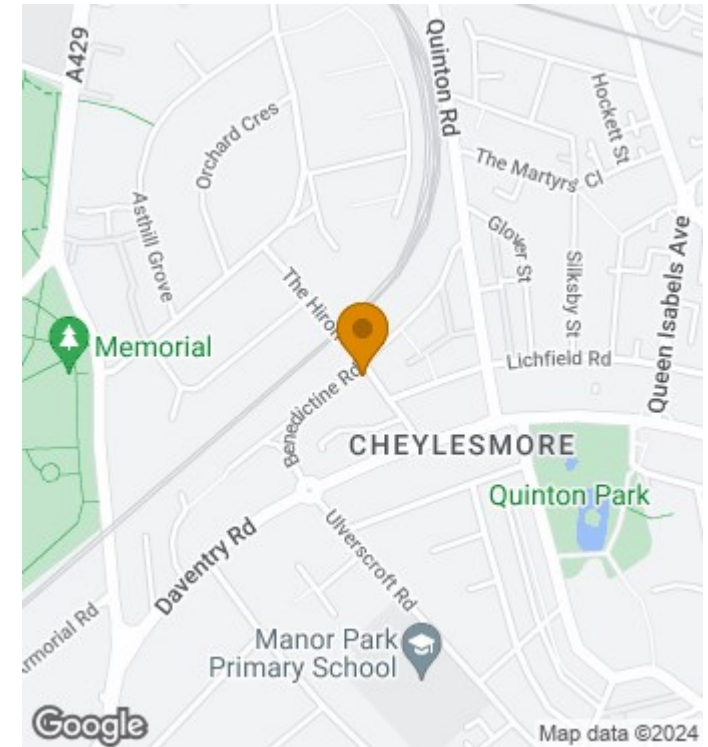 A429
Quinton Rd
Hockett St
Orchard Cres
The Martyrs' Cl
Asthill Grove
Glover St
Silksby St
Queen Isabels Ave
The Hiron
Memorial
Lichfield Rd
Benedictine Rd
CHEYLESMORE
Quinton Park
Daventry Rd
Ulverscroft Rd
Armorial Rd
Manor Park
Primary School
Google
Map data ©2024